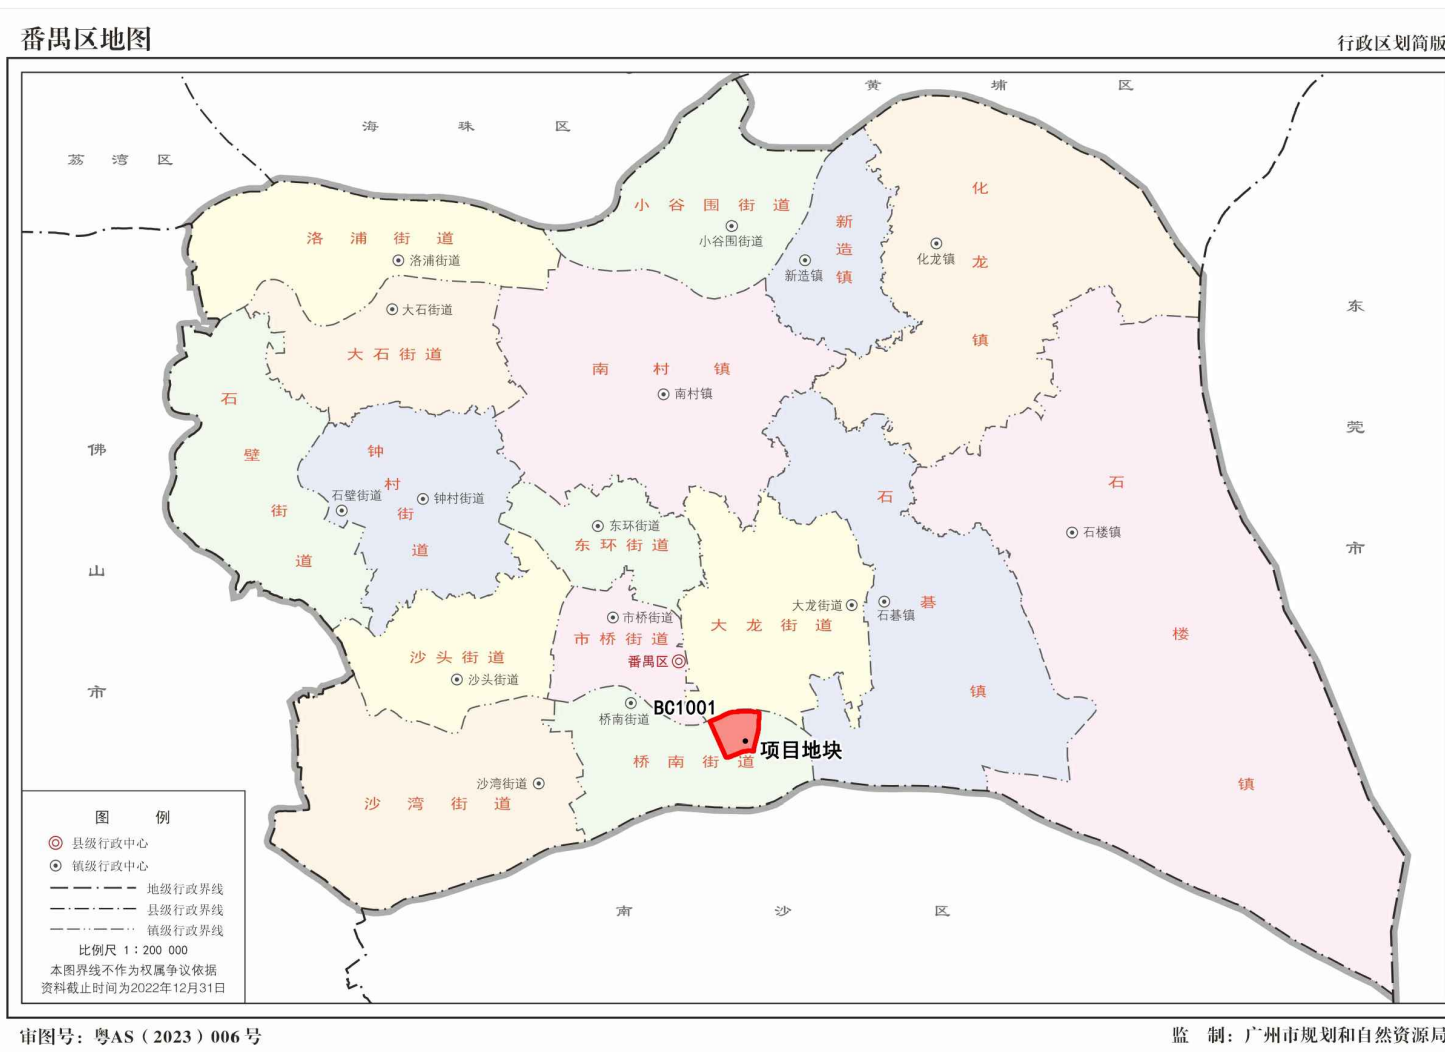 番禺区地图
行政区划简版
黄 埔 区
海 珠 区
荔 湾 区
化
小 谷 围 街 道
新
小谷围街道
洛 浦 街 道
造
化龙镇
龙
洛浦街道
新造镇
镇
东
大石街道
镇
大 石 街 道
南 村 镇
南村镇
石
莞
佛
钟
壁
村
石
石
石壁街道
钟村街道
街
街
东环街道
石楼镇
东 环 街 道
市
道
道
山
大龙街道
碁
石碁镇
市桥街道
大 龙 街 道
市 桥 街 道
楼
沙 头 街 道
番禺区
沙头街道
镇
市
BC1001
桥南街道
项目地块
桥 南 街 道
沙湾街道
镇
沙 湾 街 道
图 例
县级行政中心
镇级行政中心
地级行政界线
县级行政界线
镇级行政界线
比例尺 1：200 000
本图界线不作为权属争议依据
资料截止时间为2022年12月31日
南 沙 区
审图号：粤AS（2023）006号
监 制：广州市规划和自然资源局